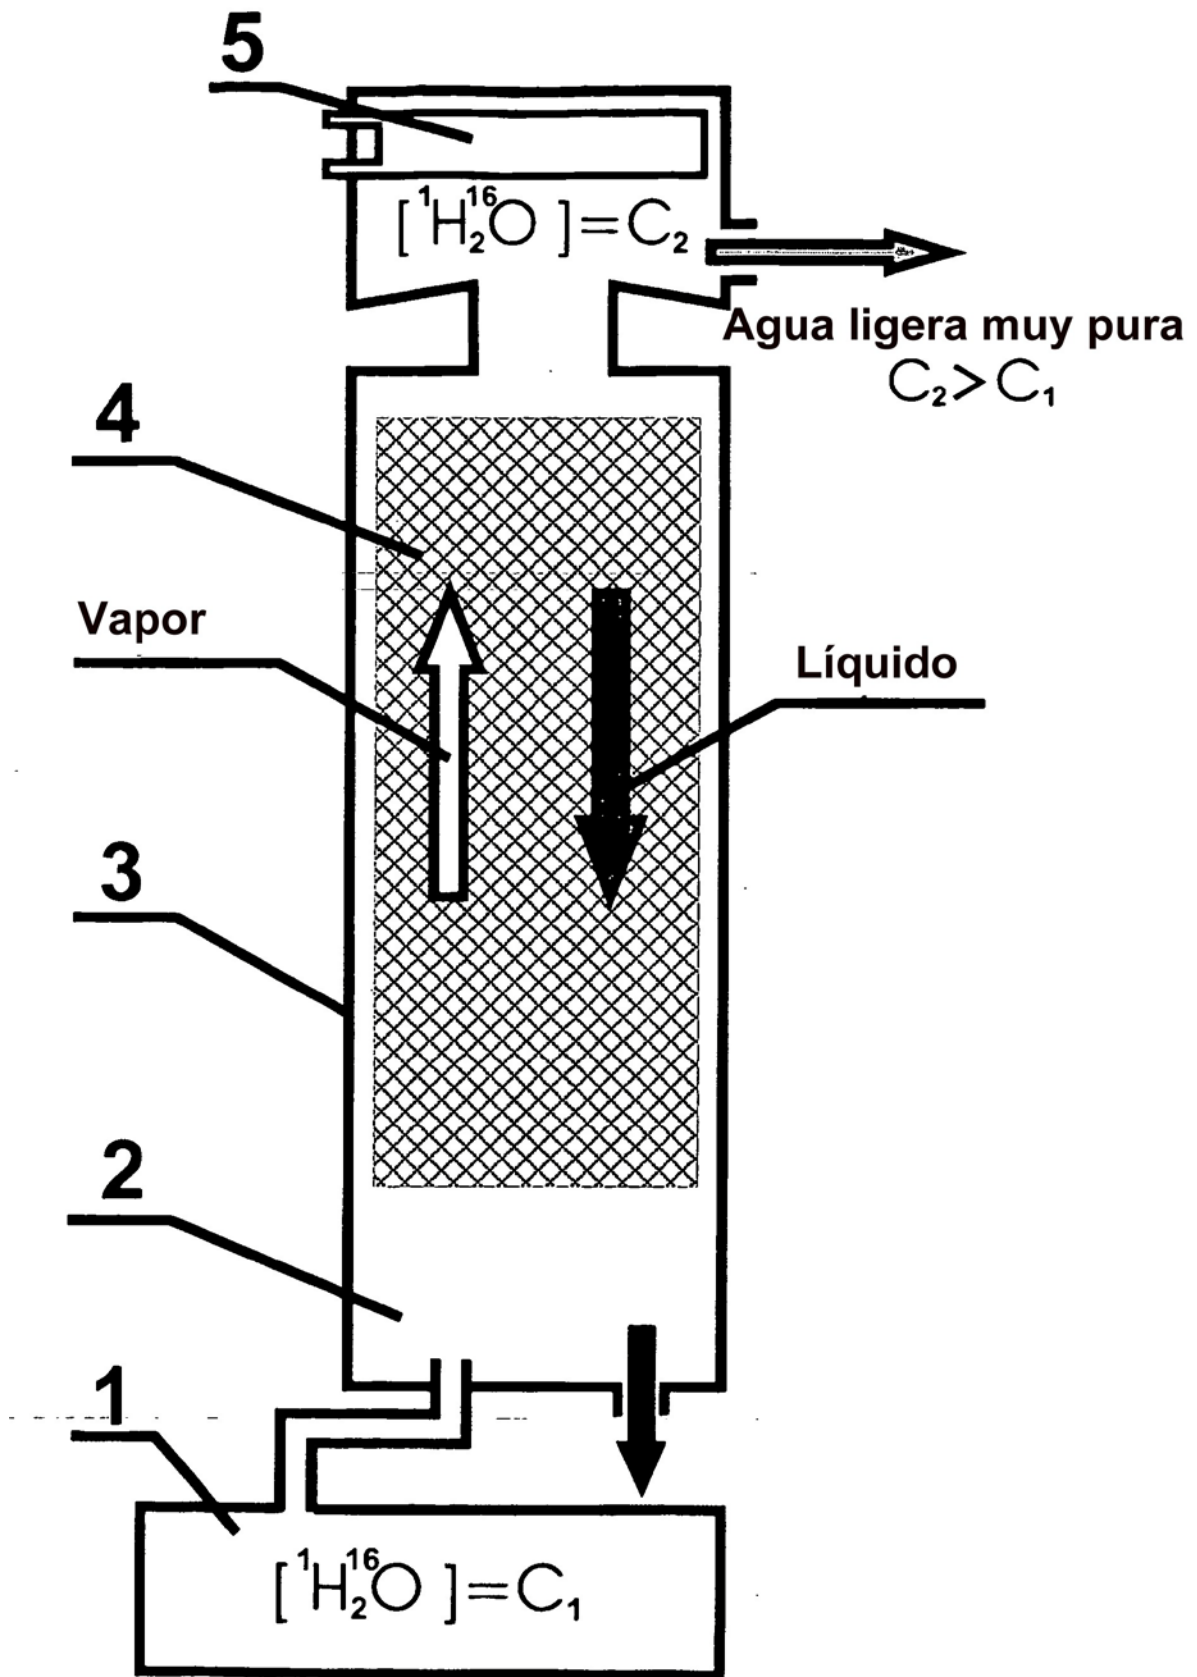 5
[¹H₂¹⁶O ]=C₂
Agua ligera muy pura
C₂> C₁
4
Vapor
Líquido
3
2
1
[¹H₂¹⁶O ]=C₁